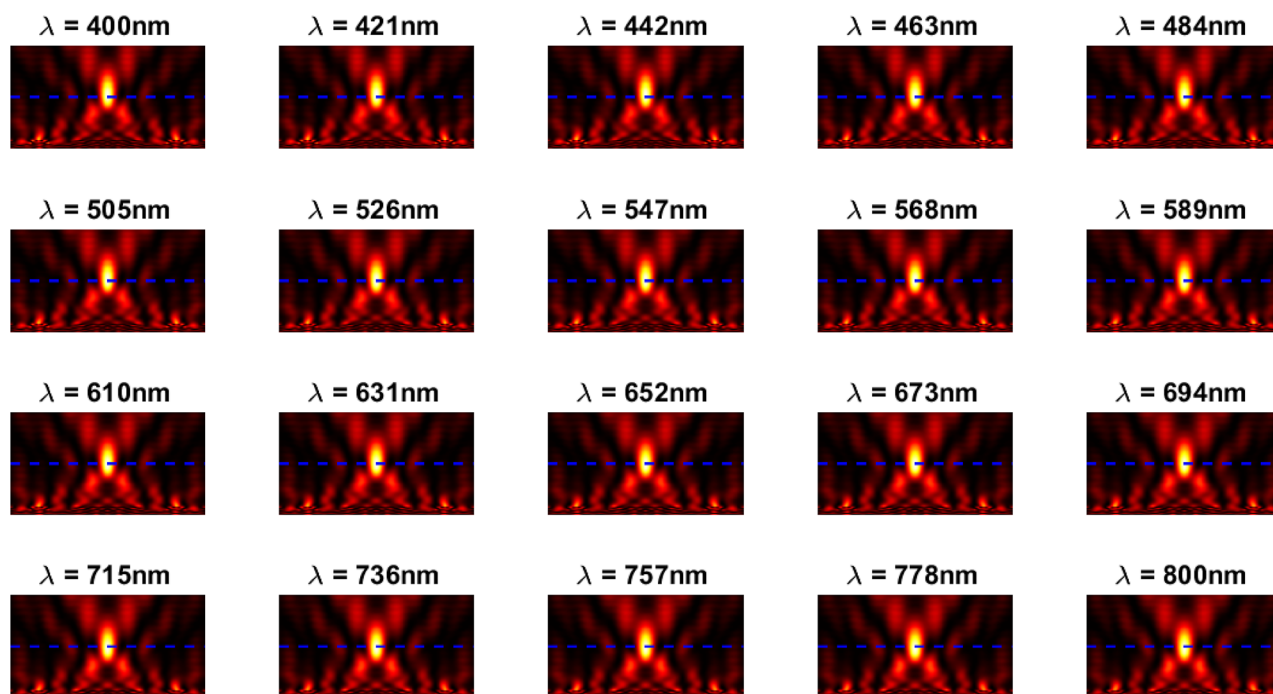 λ = 400nm λ = 421nm λ = 442nm λ = 463nm λ = 484nm
λ = 505nm λ = 526nm λ = 547nm λ = 568nm λ = 589nm
λ = 610nm λ = 631nm λ = 652nm λ = 673nm λ = 694nm
λ = 715nm λ = 736nm λ = 757nm λ = 778nm λ = 800nm